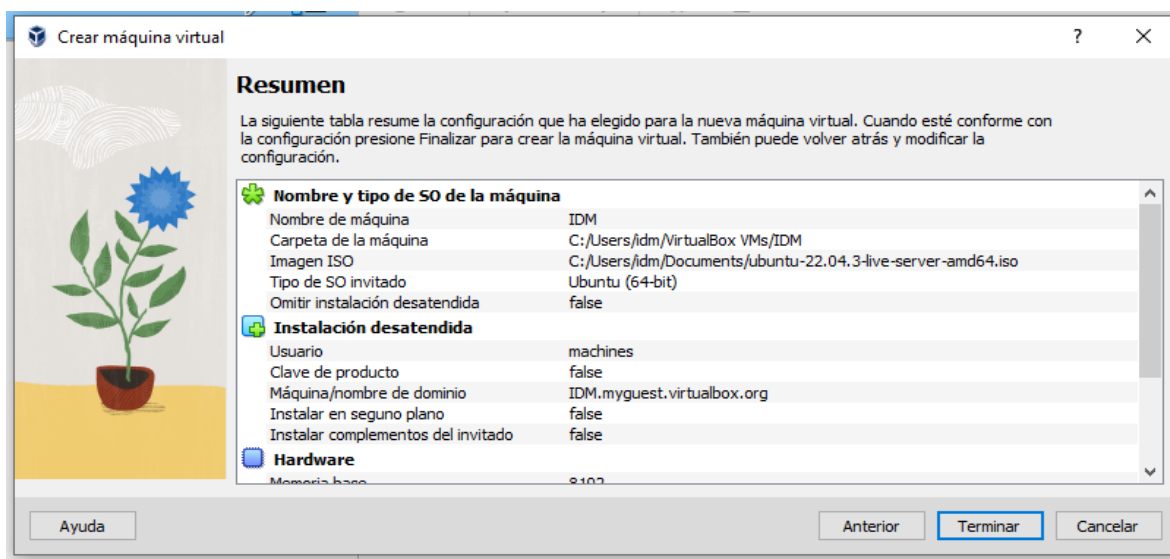 Crear máquina virtual
?
Resumen
La siguiente tabla resume la configuración que ha elegido para la nueva máquina virtual. Cuando esté conforme con
la configuración presione Finalizar para crear la máquina virtual. También puede volver atrás y modificar la
configuración.
Nombre y tipo de SO de la máquina
Nombre de máquina IDM
Carpeta de la máquina C:/Users/idm/VirtualBox VMs/IDM
Imagen ISO C:/Users/idm/Documents/ubuntu-22.04.3-live-server-amd64.iso
Tipo de SO invitado Ubuntu (64-bit)
Omitir instalación desatendida false
Instalación desatendida
Usuario machines
Clave de producto false
Máquina/nombre de dominio IDM.myguest.virtualbox.org
Instalar en seguno plano false
Instalar complementos del invitado false
Hardware
Memoria base
Ayuda Anterior Terminar Cancelar